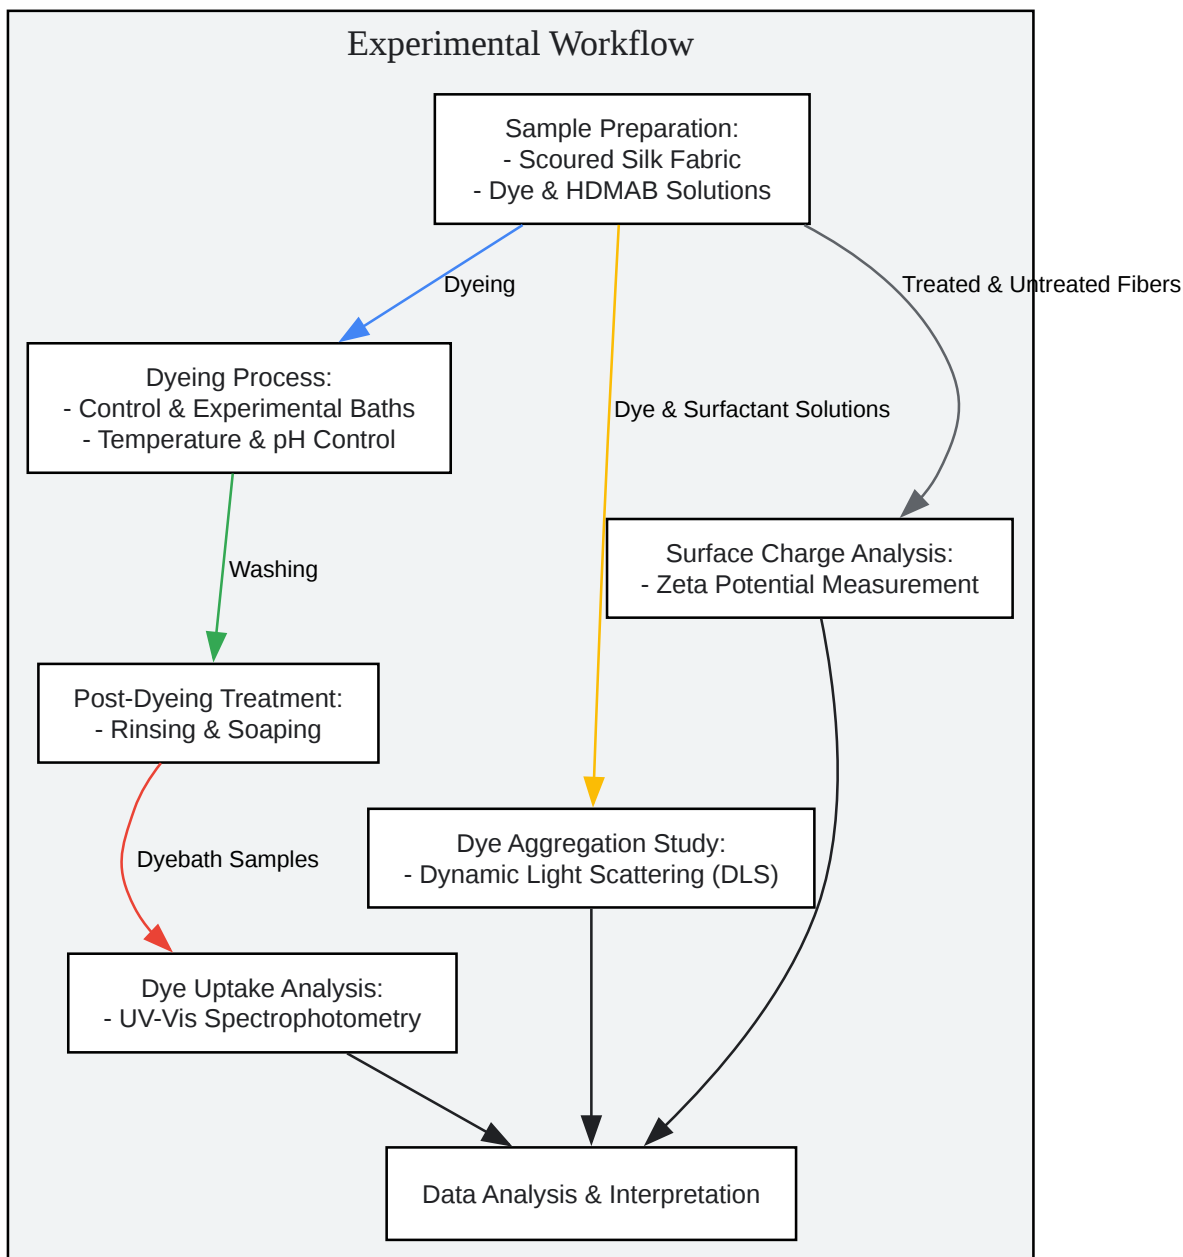 Experimental Workflow
Sample Preparation:
- Scoured Silk Fabric
- Dye & HDMAB Solutions
Dyeing
Treated & Untreated Fibers
Dyeing Process:
- Control & Experimental Baths
- Temperature & pH Control
Dye & Surfactant Solutions
Washing
Surface Charge Analysis:
- Zeta Potential Measurement
Post-Dyeing Treatment:
- Rinsing & Soaping
Dyebath Samples
Dye Aggregation Study:
- Dynamic Light Scattering (DLS)
Dye Uptake Analysis:
- UV-Vis Spectrophotometry
Data Analysis & Interpretation